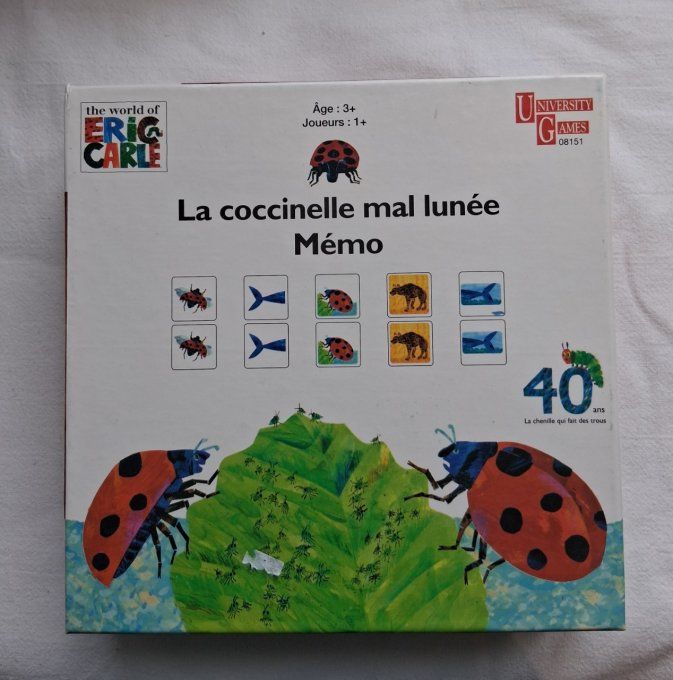 the world of
ERiC
CARLE
Âge : 3+
Joueurs : 1+
UNIVERSITY
GAMES
08151
La coccinelle mal lunée
Mémo
40 ans
La chenille qui fait des trous